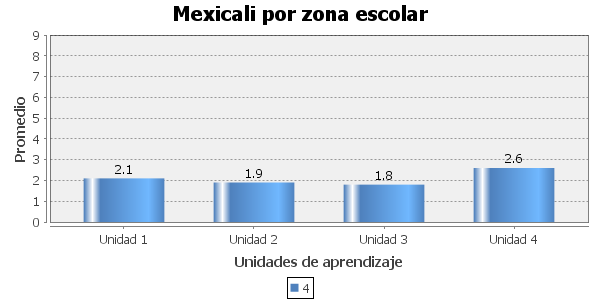 Mexicali por zona escolar
Promedio
9
8
7
6
5
4
3
2
1
0
2.1
1.9
1.8
2.6
Unidad 1
Unidad 2
Unidad 3
Unidad 4
Unidades de aprendizaje
4